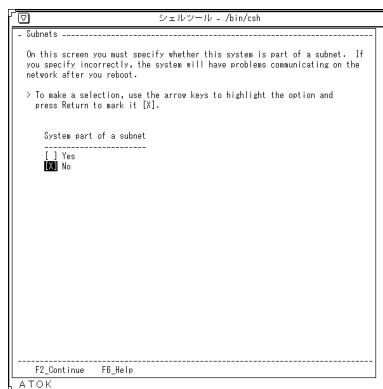 シェルツール - /bin/csh
- Subnets -----------------------------------------------------------------
On this screen you must specify whether this system is part of a subnet. If
you specify incorrectly, the system will have problems communicating on the
network after you reboot.
> To make a selection, use the arrow keys to highlight the option and
press Return to mark it [X].
System part of a subnet
-----------------------
[ ] Yes
[X] No
---------------------------------------------------------------------------
F2_Continue F6_Help
ATOK